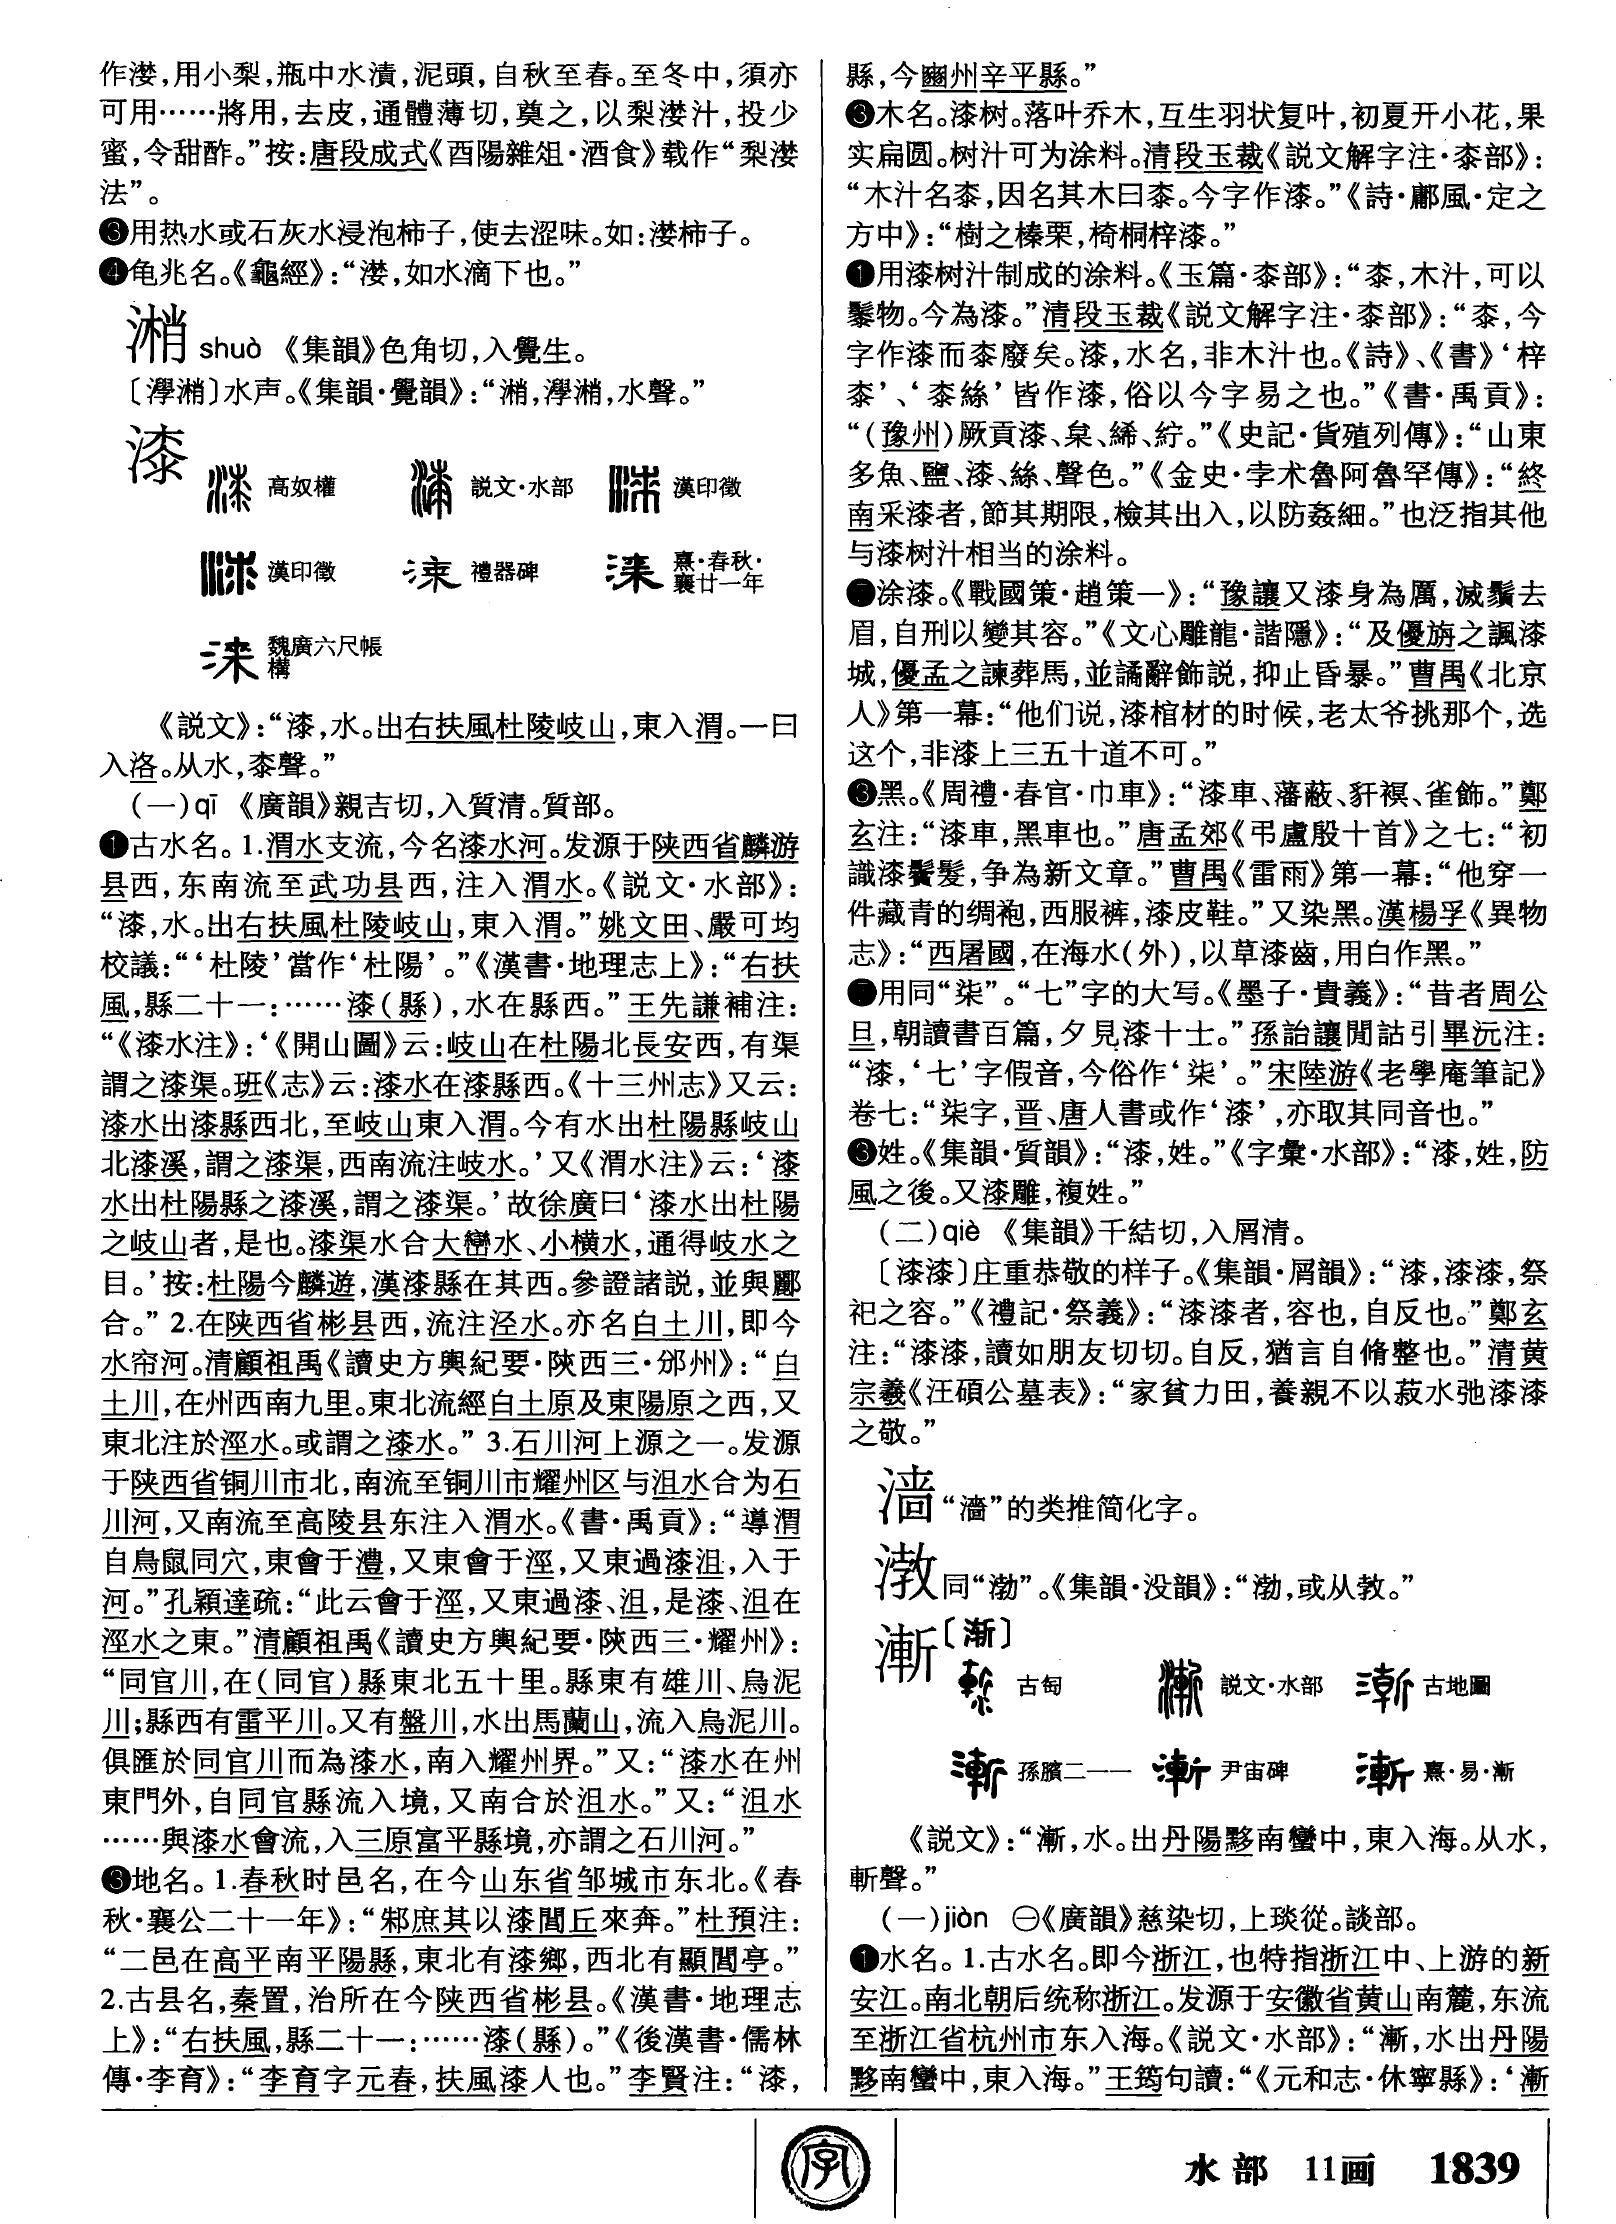 作濋,用小梨,瓶中水漬,泥頭,自秋至春。至冬中,須亦
可用……將用,去皮,通體薄切,奠之,以梨濋汁,投少
蜜,令甜酢。”按:唐段成式《酉陽雜俎·酒食》载作“梨濋
法”。
❸用热水或石灰水浸泡柿子,使去涩味。如:濋柿子。
❹龟兆名。《龜經》:“濋,如水滴下也。”
潲 shuò 《集韻》色角切,入覺生。
〔澩潲〕水声。《集韻·覺韻》:“潲,澩潲,水聲。”
漆
高奴權 説文·水部 漢印徵
漢印徵 禮器碑 熹·春秋·襄廿一年
魏廣六尺帳構
《説文》:“漆,水。出右扶風杜陵岐山,東入渭。一曰
入洛。从水,桼聲。”
(一)qī 《廣韻》親吉切,入質清。質部。
❶古水名。1.渭水支流,今名漆水河。发源于陕西省麟游
县西,东南流至武功县西,注入渭水。《説文·水部》:
“漆,水。出右扶風杜陵岐山,東入渭。”姚文田、嚴可均
校議:“‘杜陵’當作‘杜陽’。”《漢書·地理志上》:“右扶
風,縣二十一:……漆(縣),水在縣西。”王先謙補注:
“《漆水注》:‘《開山圖》云:岐山在杜陽北長安西,有渠
謂之漆渠。班《志》云:漆水在漆縣西。《十三州志》又云:
漆水出漆縣西北,至岐山東入渭。今有水出杜陽縣岐山
北漆溪,謂之漆渠,西南流注岐水。’又《渭水注》云:‘漆
水出杜陽縣之漆溪,謂之漆渠。’故徐廣曰‘漆水出杜陽
之岐山者,是也。漆渠水合大巒水、小横水,通得岐水之
目。’按:杜陽今麟遊,漢漆縣在其西。參證諸説,並與酈
合。” 2.在陕西省彬县西,流注泾水。亦名白土川,即今
水帘河。清顧祖禹《讀史方輿紀要·陝西三·邠州》:“白
土川,在州西南九里。東北流經白土原及東陽原之西,又
東北注於涇水。或謂之漆水。” 3.石川河上源之一。发源
于陕西省铜川市北,南流至铜川市耀州区与沮水合为石
川河,又南流至高陵县东注入渭水。《書·禹貢》:“導渭
自鳥鼠同穴,東會于灃,又東會于涇,又東過漆沮,入于
河。”孔穎達疏:“此云會于涇,又東過漆、沮,是漆、沮在
涇水之東。”清顧祖禹《讀史方輿紀要·陝西三·耀州》:
“同官川,在(同官)縣東北五十里。縣東有雄川、烏泥
川;縣西有雷平川。又有盤川,水出馬蘭山,流入烏泥川。
俱匯於同官川而為漆水,南入耀州界。”又:“漆水在州
東門外,自同官縣流入境,又南合於沮水。”又:“沮水
……與漆水會流,入三原富平縣境,亦謂之石川河。”
❸地名。1.春秋时邑名,在今山东省邹城市东北。《春
秋·襄公二十一年》:“邾庶其以漆閭丘來奔。”杜預注:
“二邑在高平南平陽縣,東北有漆鄉,西北有顯閭亭。”
2.古县名,秦置,治所在今陕西省彬县。《漢書·地理志
上》:“右扶風,縣二十一:……漆(縣)。”《後漢書·儒林
傳·李育》:“李育字元春,扶風漆人也。”李賢注:“漆,
縣,今豳州辛平縣。”
❸木名。漆树。落叶乔木,互生羽状复叶,初夏开小花,果
实扁圆。树汁可为涂料。清段玉裁《説文解字注·桼部》:
“木汁名桼,因名其木曰桼。今字作漆。”《詩·鄘風·定之
方中》:“樹之榛栗,椅桐梓漆。”
❶用漆树汁制成的涂料。《玉篇·桼部》:“桼,木汁,可以
䰍物。今為漆。”清段玉裁《説文解字注·桼部》:“桼,今
字作漆而桼廢矣。漆,水名,非木汁也。《詩》、《書》‘梓
桼’、‘桼絲’皆作漆,俗以今字易之也。”《書·禹貢》:
“(豫州)厥貢漆、枲、絺、紵。”《史記·貨殖列傳》:“山東
多魚、鹽、漆、絲、聲色。”《金史·孛术魯阿魯罕傳》:“終
南采漆者,節其期限,檢其出入,以防姦細。”也泛指其他
与漆树汁相当的涂料。
涂漆。《戰國策·趙策一》:“豫讓又漆身為厲,滅鬚去
眉,自刑以變其容。”《文心雕龍·諧隱》:“及優旃之諷漆
城,優孟之諫葬馬,並譎辭飾説,抑止昏暴。”曹禺《北京
人》第一幕:“他们说,漆棺材的时候,老太爷挑那个,选
这个,非漆上三五十道不可。”
❸黑。《周禮·春官·巾車》:“漆車、藩蔽、豻𧜀、雀飾。”鄭
玄注:“漆車,黑車也。”唐孟郊《弔盧殷十首》之七:“初
識漆鬢髮,争為新文章。”曹禺《雷雨》第一幕:“他穿一
件藏青的绸袍,西服裤,漆皮鞋。”又染黑。漢楊孚《異物
志》:“西屠國,在海水(外),以草漆齒,用白作黑。”
用同“柒”。“七”字的大写。《墨子·貴義》:“昔者周公
旦,朝讀書百篇,夕見漆十士。”孫詒讓閒詁引畢沅注:
“漆,‘七’字假音,今俗作‘柒’。”宋陸游《老學庵筆記》
卷七:“柒字,晋、唐人書或作‘漆’,亦取其同音也。”
❸姓。《集韻·質韻》:“漆,姓。”《字彙·水部》:“漆,姓,防
風之後。又漆雕,複姓。”
(二)qiè 《集韻》千結切,入屑清。
〔漆漆〕庄重恭敬的样子。《集韻·屑韻》:“漆,漆漆,祭
祀之容。”《禮記·祭義》:“漆漆者,容也,自反也。”鄭玄
注:“漆漆,讀如朋友切切。自反,猶言自脩整也。”清黄
宗羲《汪碩公墓表》:“家貧力田,養親不以菽水弛漆漆
之敬。”
“濇”的类推简化字。
潡同“渤”。《集韻·没韻》:“渤,或从敦。”
漸〔渐〕
古匋 説文·水部 古地圖
孫臏二一一 尹宙碑 熹·易·漸
《説文》:“漸,水。出丹陽黟南蠻中,東入海。从水,
斬聲。”
(一)jiàn ㊀《廣韻》慈染切,上琰從。談部。
❶水名。1.古水名。即今浙江,也特指浙江中、上游的新
安江。南北朝后统称浙江。发源于安徽省黄山南麓,东流
至浙江省杭州市东入海。《説文·水部》:“漸,水出丹陽
黟南蠻中,東入海。”王筠句讀:“《元和志·休寧縣》:‘漸
字
水部 11画 1839